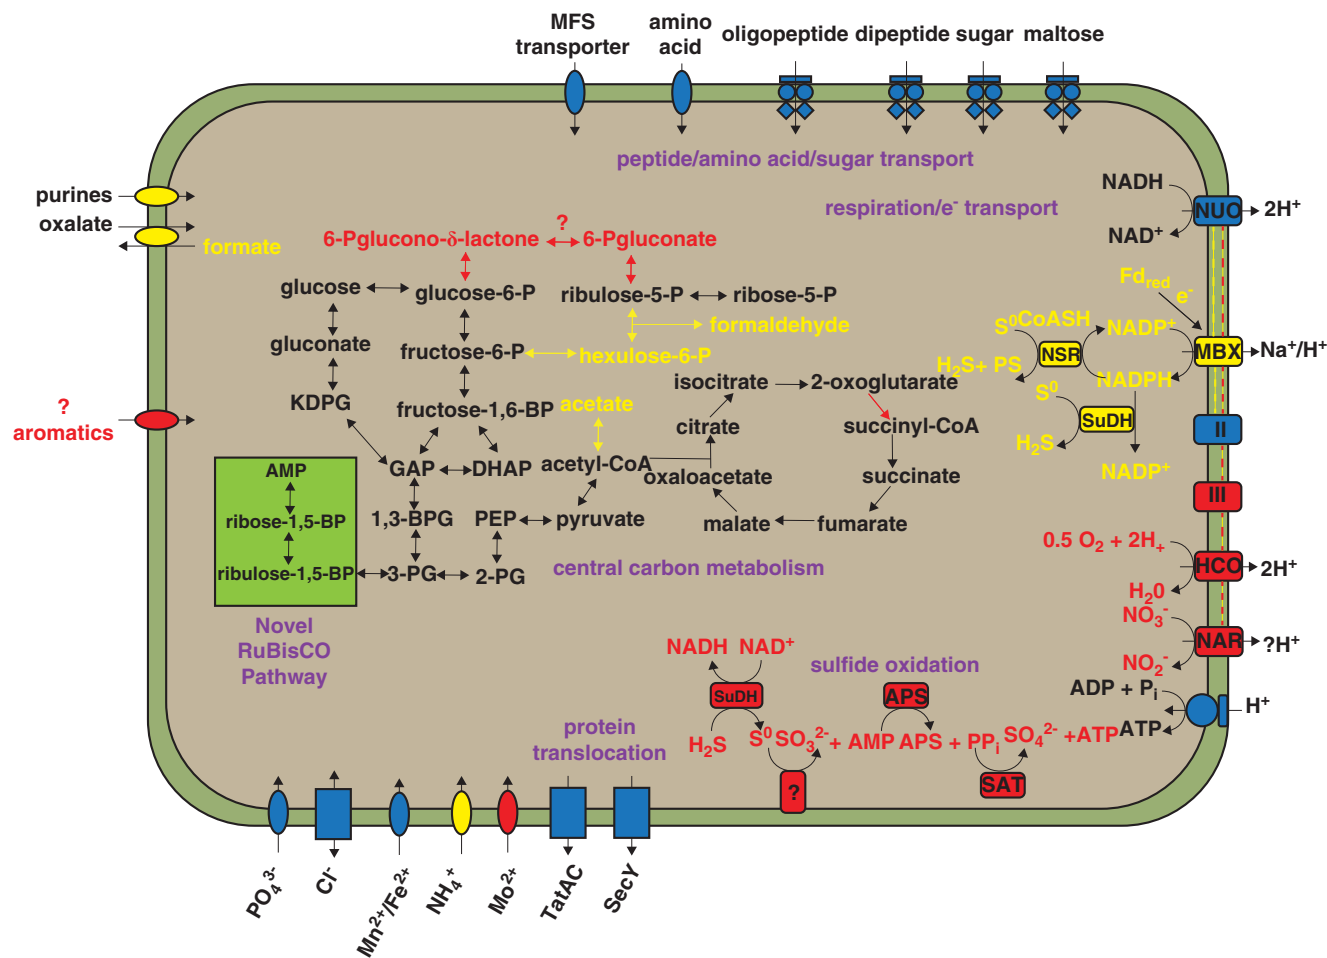 MFS
transporter
amino
acid
oligopeptide dipeptide sugar maltose
peptide/amino acid/sugar transport
respiration/e⁻ transport
purines
oxalate
formate
?
aromatics
NADH
NAD⁺
NUO
2H⁺
Fd_red
e⁻
S⁰CoASH
NADP⁺
H₂S+ PS
NSR
NADPH
MBX
Na⁺/H⁺
S⁰
SuDH
H₂S
NADP⁺
II
III
0.5 O₂ + 2H₊
HCO
2H⁺
H₂0
NO₃⁻
NAR
?H⁺
NO₂⁻
ADP + Pᵢ
ATP
H⁺
6-Pglucono-δ-lactone
?
6-Pgluconate
glucose
glucose-6-P
ribulose-5-P
ribose-5-P
formaldehyde
gluconate
fructose-6-P
hexulose-6-P
KDPG
fructose-1,6-BP
acetate
isocitrate
2-oxoglutarate
citrate
succinyl-CoA
GAP
DHAP
acetyl-CoA
oxaloacetate
succinate
1,3-BPG
PEP
pyruvate
malate
fumarate
3-PG
2-PG
central carbon metabolism
AMP
ribose-1,5-BP
ribulose-1,5-BP
Novel
RuBisCO
Pathway
NADH NAD⁺
sulfide oxidation
SuDH
APS
H₂S
S⁰
SO₃²⁻ + AMP
APS + PPᵢ
SO₄²⁻ +ATP
?
SAT
protein
translocation
PO₄³⁻
Cl⁻
Mn²⁺/Fe²⁺
NH₄⁺
Mo²⁺
TatAC
SecY